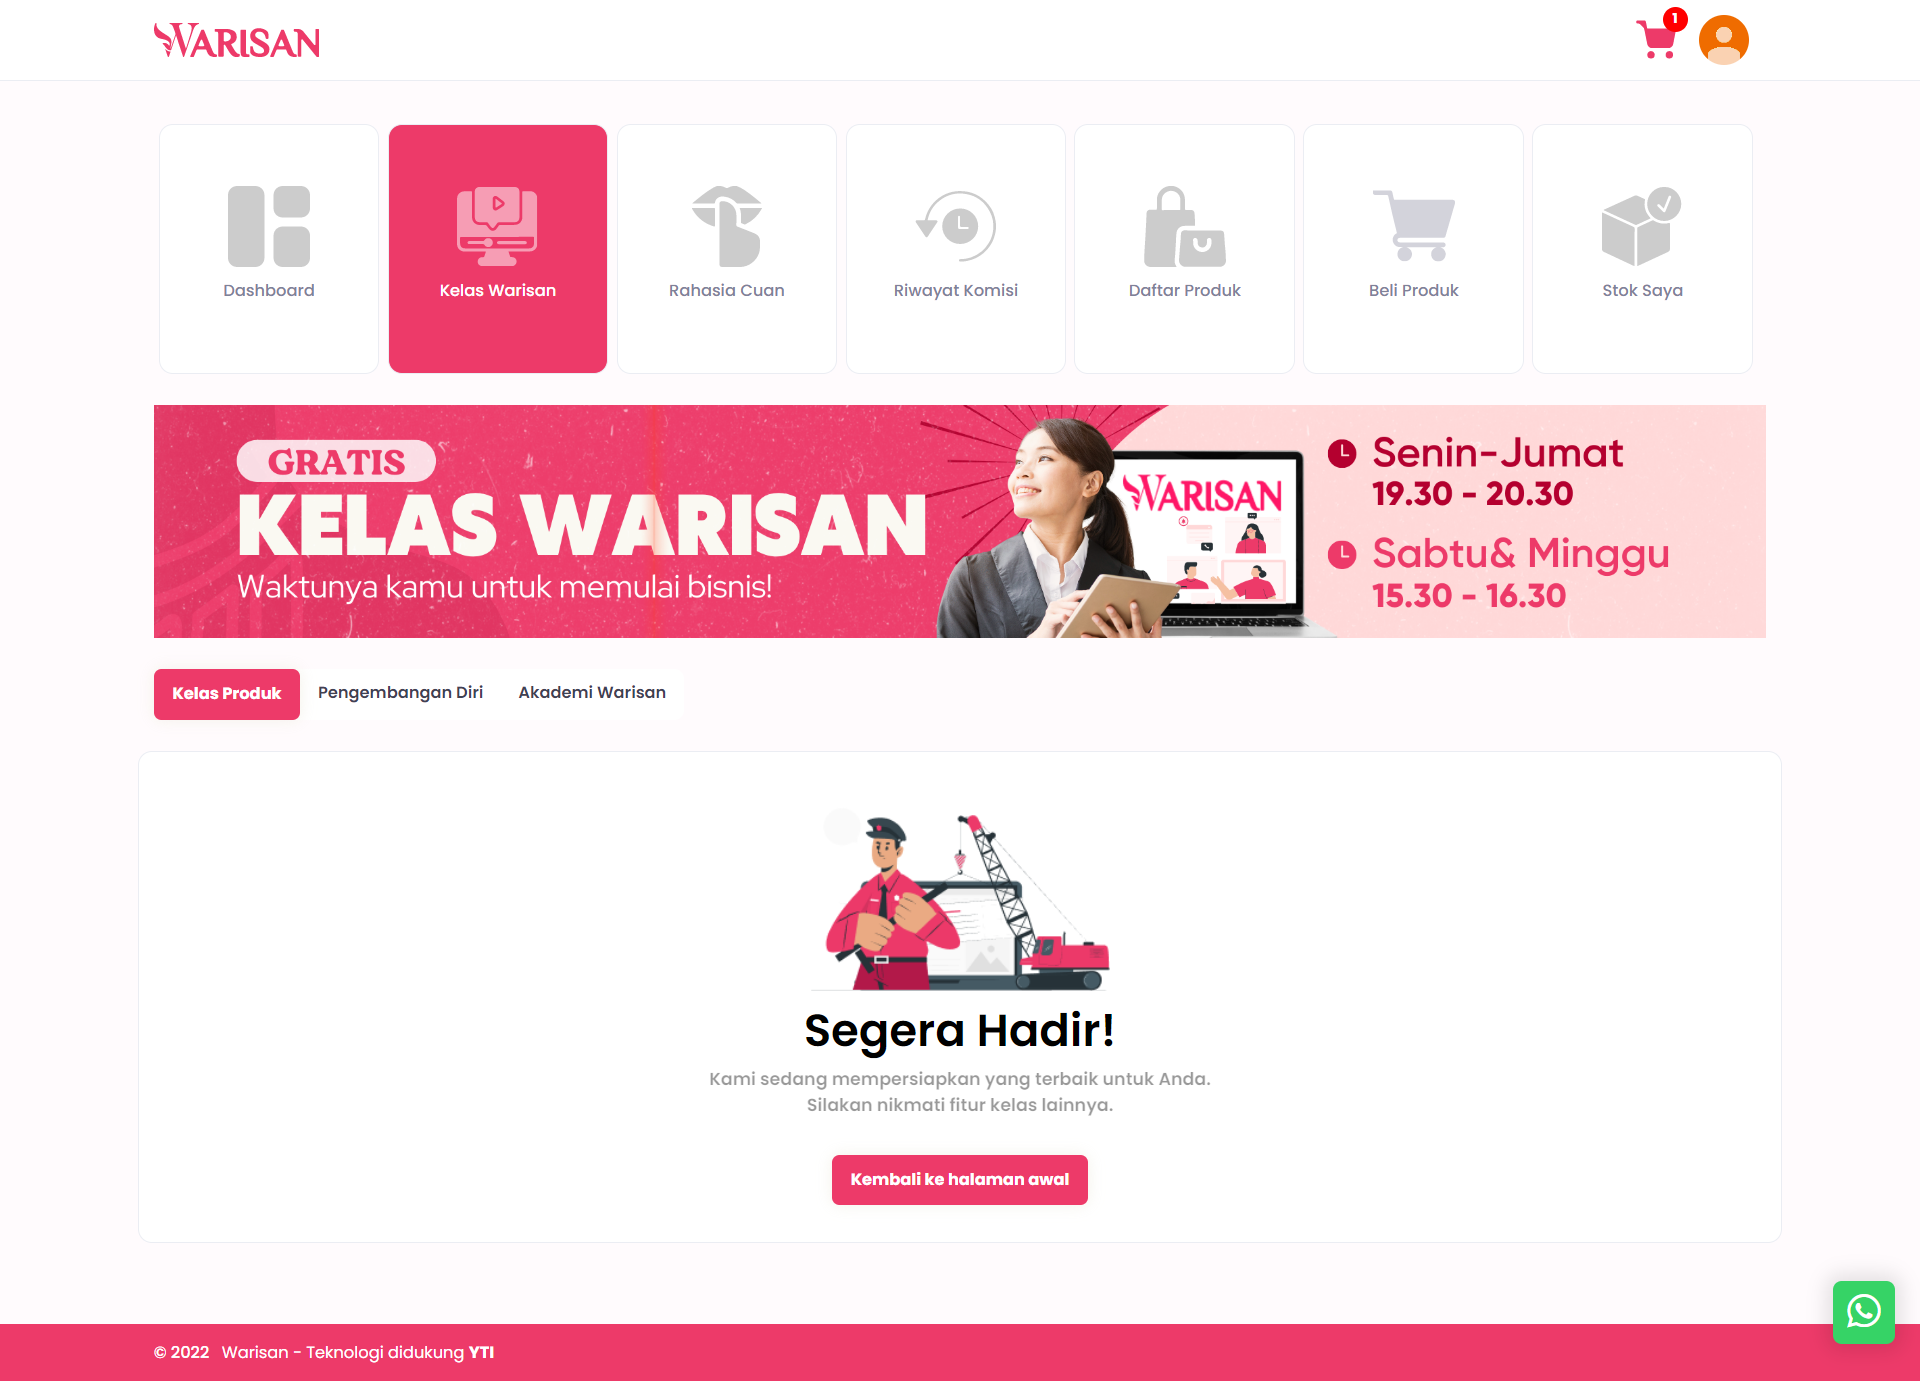 WARISAN
1
Dashboard
Kelas Warisan
Rahasia Cuan
Riwayat Komisi
Daftar Produk
Beli Produk
Stok Saya
GRATIS
KELAS WARISAN
Waktunya kamu untuk memulai bisnis!
WARISAN
Senin-Jumat
19.30 - 20.30
Sabtu& Minggu
15.30 - 16.30
Kelas Produk
Pengembangan Diri
Akademi Warisan
Segera Hadir!
Kami sedang mempersiapkan yang terbaik untuk Anda.
Silakan nikmati fitur kelas lainnya.
Kembali ke halaman awal
© 2022 Warisan - Teknologi didukung YTI